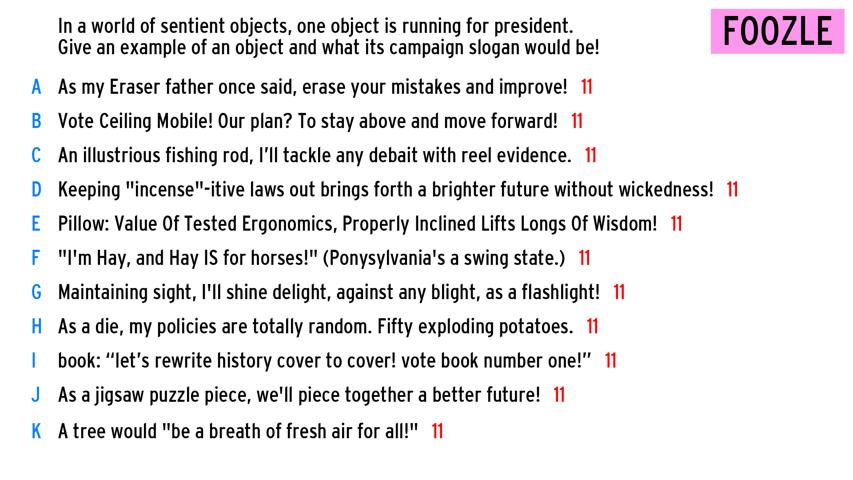 In a world of sentient objects, one object is running for president.
Give an example of an object and what its campaign slogan would be!
FOOZLE
A As my Eraser father once said, erase your mistakes and improve! 11
B Vote Ceiling Mobile! Our plan? To stay above and move forward! 11
C An illustrious fishing rod, I'll tackle any debait with reel evidence. 11
D Keeping "incense"-itive laws out brings forth a brighter future without wickedness! 11
E Pillow: Value Of Tested Ergonomics, Properly Inclined Lifts Longs Of Wisdom! 11
F "I'm Hay, and Hay IS for horses!" (Ponysylvania's a swing state.) 11
G Maintaining sight, I'll shine delight, against any blight, as a flashlight! 11
H As a die, my policies are totally random. Fifty exploding potatoes. 11
I book: “let’s rewrite history cover to cover! vote book number one!” 11
J As a jigsaw puzzle piece, we'll piece together a better future! 11
K A tree would "be a breath of fresh air for all!" 11